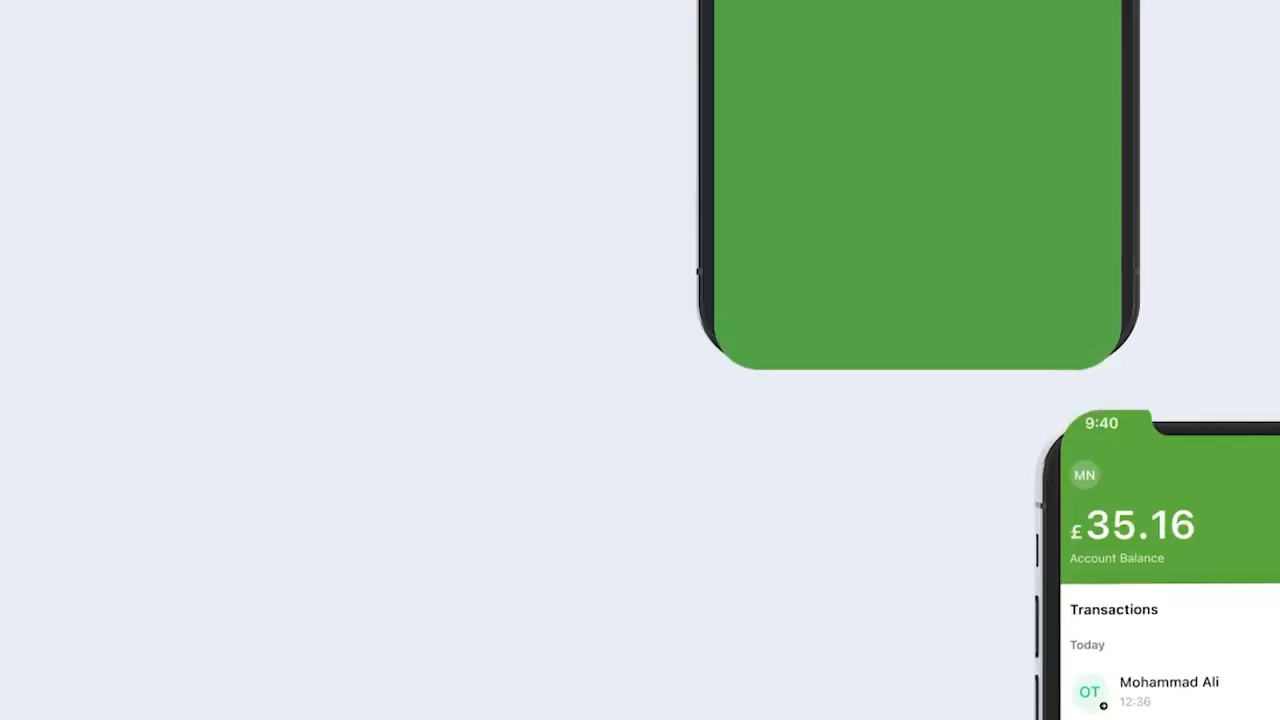 9:40
MN
£35.16
Account Balance
Transactions
Today
OT
Mohammad Ali
12:36